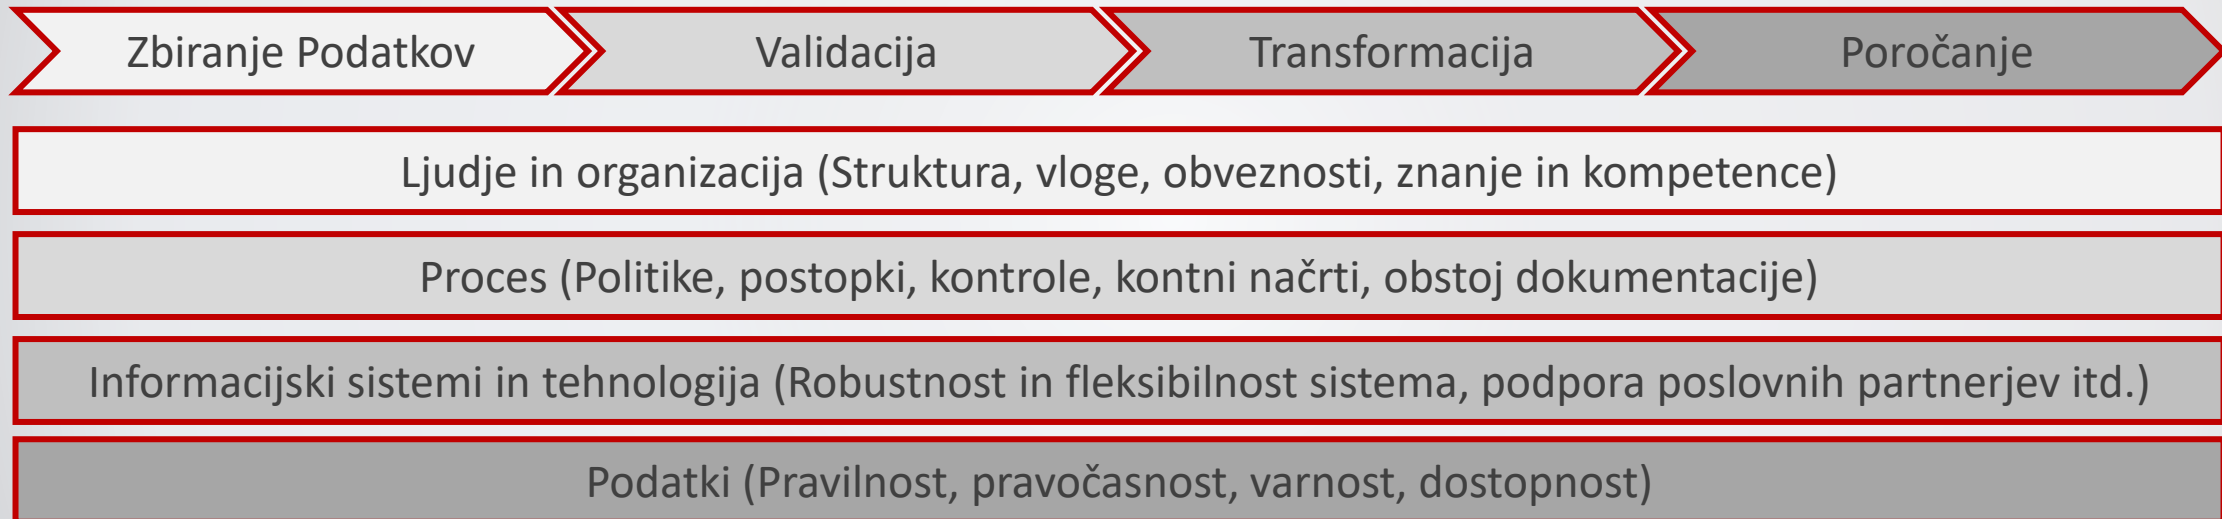 Zbiranje Podatkov
Validacija
Transformacija
Poročanje
Ljudje in organizacija (Struktura, vloge, obveznosti, znanje in kompetence)
Proces (Politike, postopki, kontrole, kontni načrti, obstoj dokumentacije)
Informacijski sistemi in tehnologija (Robustnost in fleksibilnost sistema, podpora poslovnih partnerjev itd.)
Podatki (Pravilnost, pravočasnost, varnost, dostopnost)